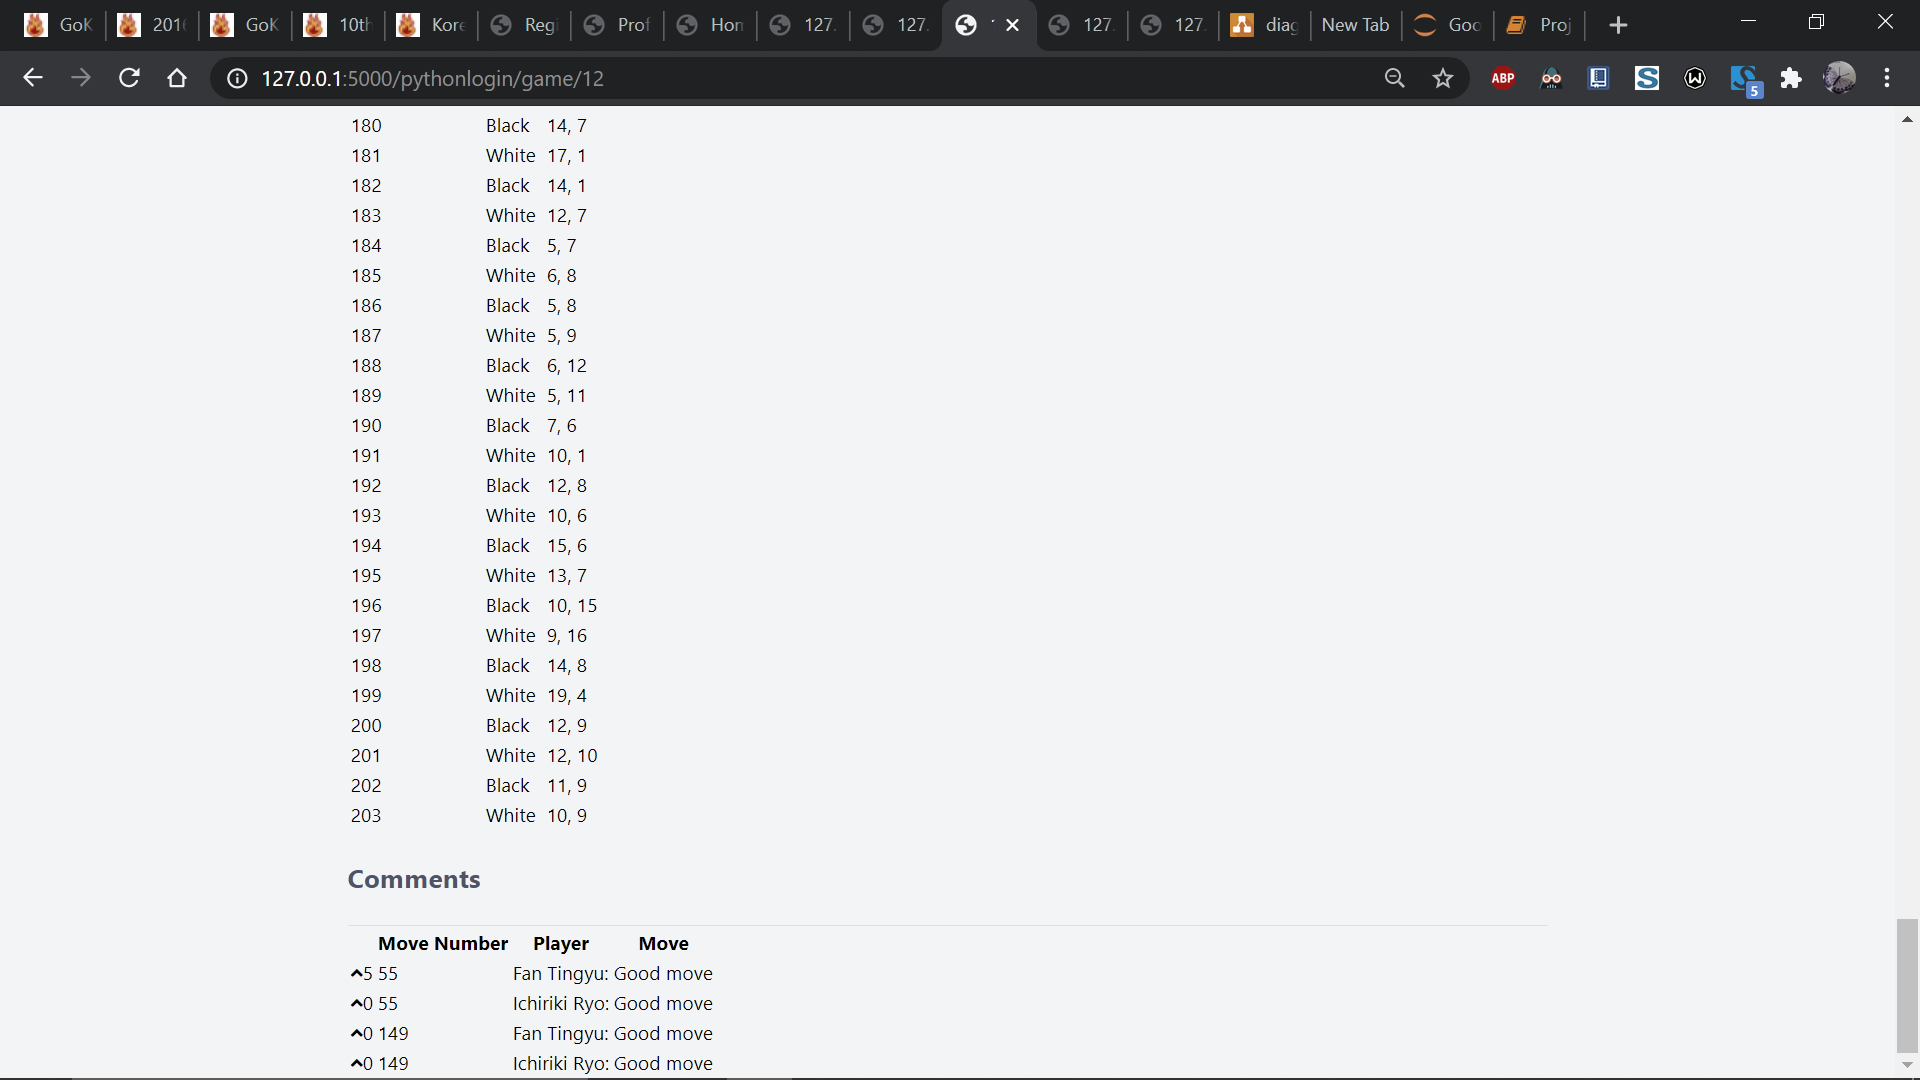 GoK 2016 GoK 10th Kore Regi Prof Hom 127. 127. 127. 127. diag New Tab Goo Proj
127.0.0.1:5000/pythonlogin/game/12 ABP 5
180 Black 14, 7
181 White 17, 1
182 Black 14, 1
183 White 12, 7
184 Black 5, 7
185 White 6, 8
186 Black 5, 8
187 White 5, 9
188 Black 6, 12
189 White 5, 11
190 Black 7, 6
191 White 10, 1
192 Black 12, 8
193 White 10, 6
194 Black 15, 6
195 White 13, 7
196 Black 10, 15
197 White 9, 16
198 Black 14, 8
199 White 19, 4
200 Black 12, 9
201 White 12, 10
202 Black 11, 9
203 White 10, 9
Comments
Move Number Player Move
5 55 Fan Tingyu: Good move
0 55 Ichiriki Ryo: Good move
0 149 Fan Tingyu: Good move
0 149 Ichiriki Ryo: Good move